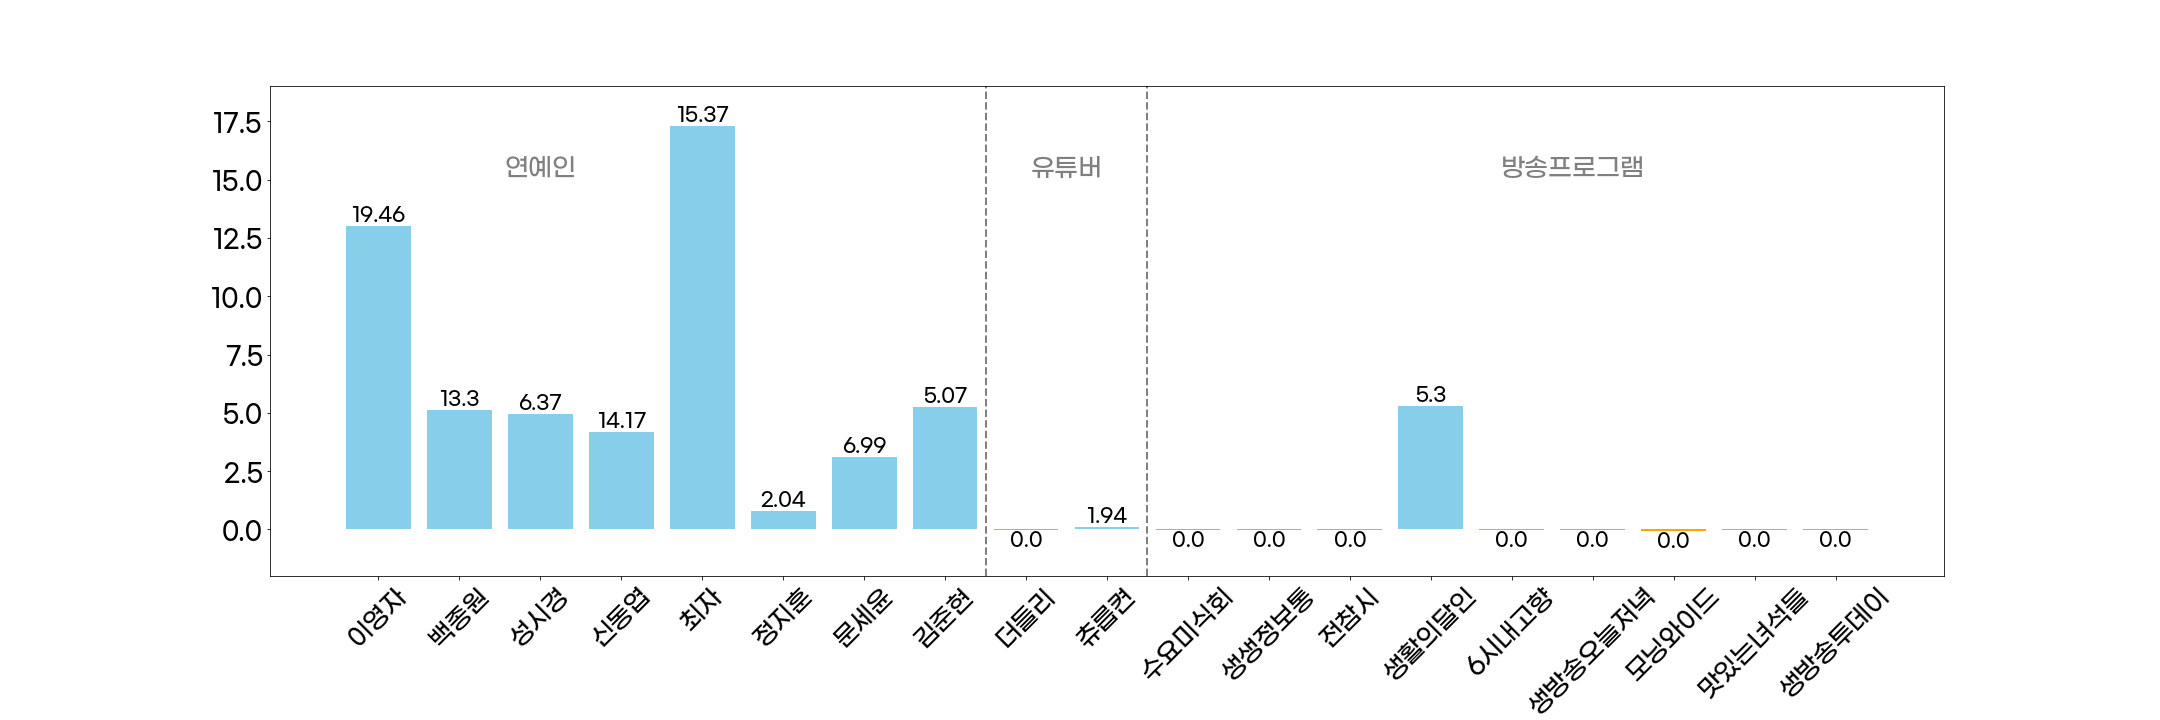 17.5
15.0
12.5
10.0
7.5
5.0
2.5
0.0
연예인
유튜버
방송프로그램
19.46
13.3
6.37
14.17
15.37
2.04
6.99
5.07
0.0
1.94
0.0
0.0
0.0
5.3
0.0
0.0
0.0
0.0
0.0
이영자
백종원
성시경
신동엽
최자
정지훈
문세윤
김준현
더들리
츄릅켠
수요미식회
생생정보통
전참시
생활의달인
6시내고향
생방송오늘저녁
모닝와이드
맛있는녀석들
생방송투데이